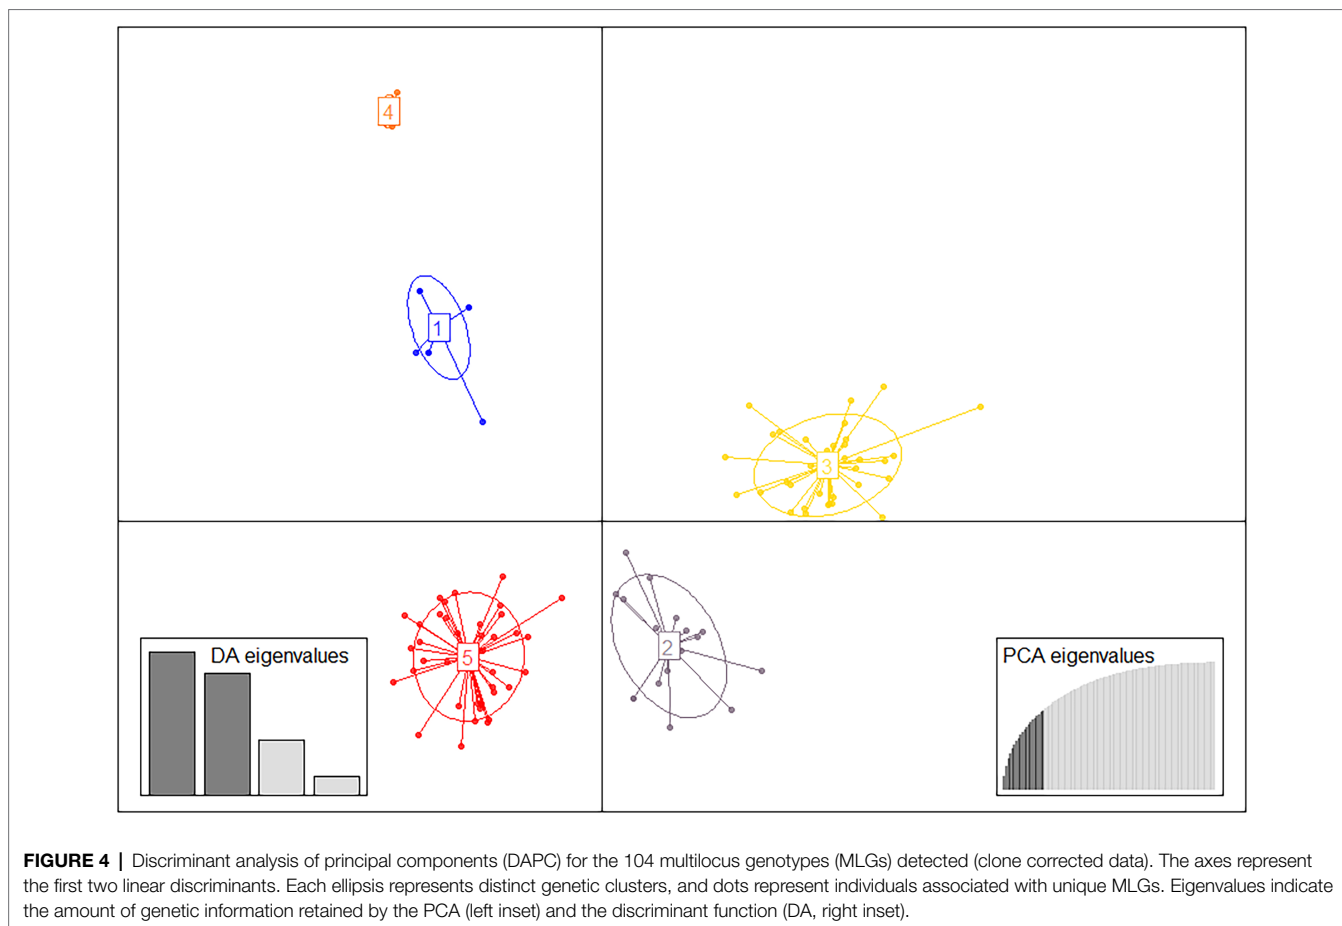 4
1
3
5
2
DA eigenvalues
PCA eigenvalues
FIGURE 4 | Discriminant analysis of principal components (DAPC) for the 104 multilocus genotypes (MLGs) detected (clone corrected data). The axes represent
the first two linear discriminants. Each ellipsis represents distinct genetic clusters, and dots represent individuals associated with unique MLGs. Eigenvalues indicate
the amount of genetic information retained by the PCA (left inset) and the discriminant function (DA, right inset).